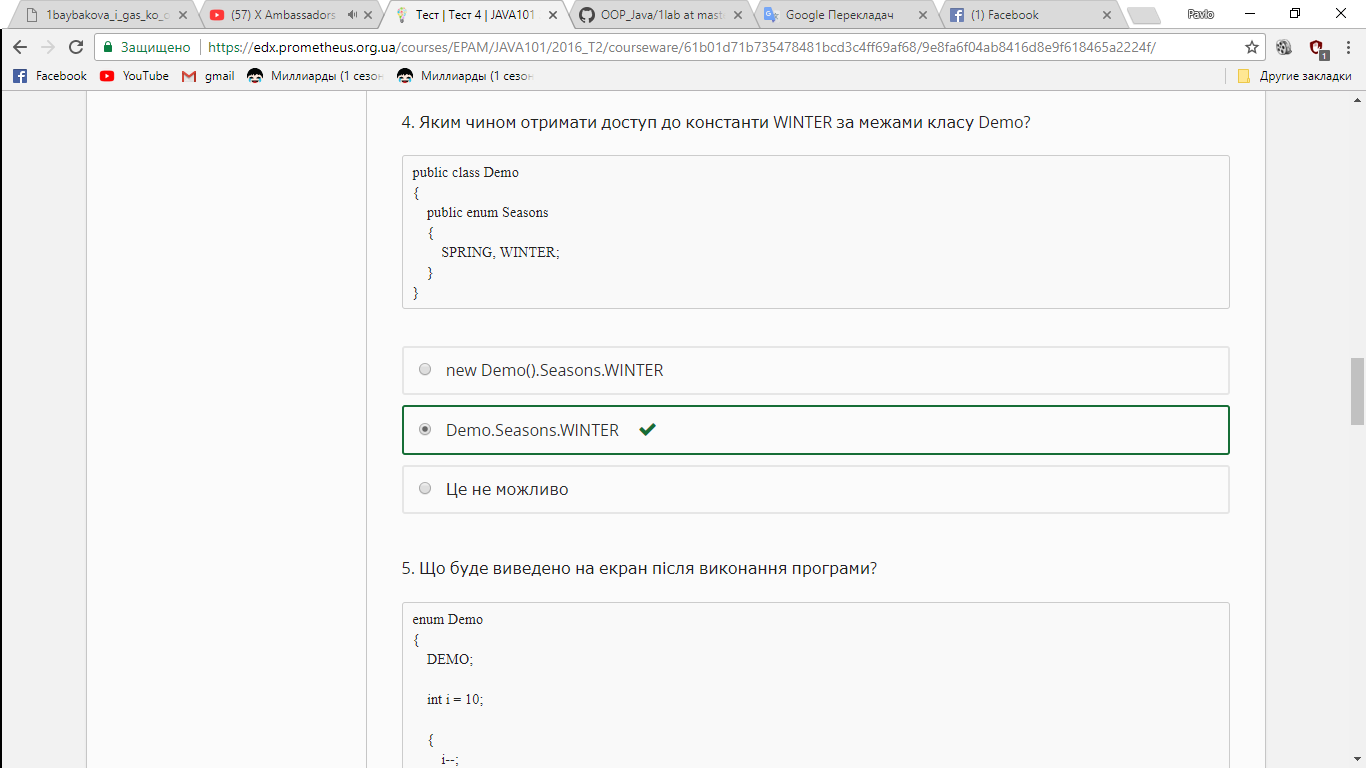 1baybakova_i_gas_ko_o
(57) X Ambassadors
Тест | Тест 4 | JAVA101
OOP_Java/1lab at mast
Google Перекладач
(1) Facebook
Pavlo
Защищено
https://edx.prometheus.org.ua/courses/EPAM/JAVA101/2016_T2/courseware/61b01d71b735478481bcd3c4ff69af68/9e8fa6f04ab8416d8e9f618465a2224f/
1
Facebook
YouTube
gmail
Миллиарды (1 сезон
Миллиарды (1 сезон
Другие закладки
4. Яким чином отримати доступ до константи WINTER за межами класу Demo?
public class Demo
{
public enum Seasons
{
SPRING, WINTER;
}
}
new Demo().Seasons.WINTER
Demo.Seasons.WINTER
Це не можливо
5. Що буде виведено на екран після виконання програми?
enum Demo
{
DEMO;
int i = 10;
{
i--;